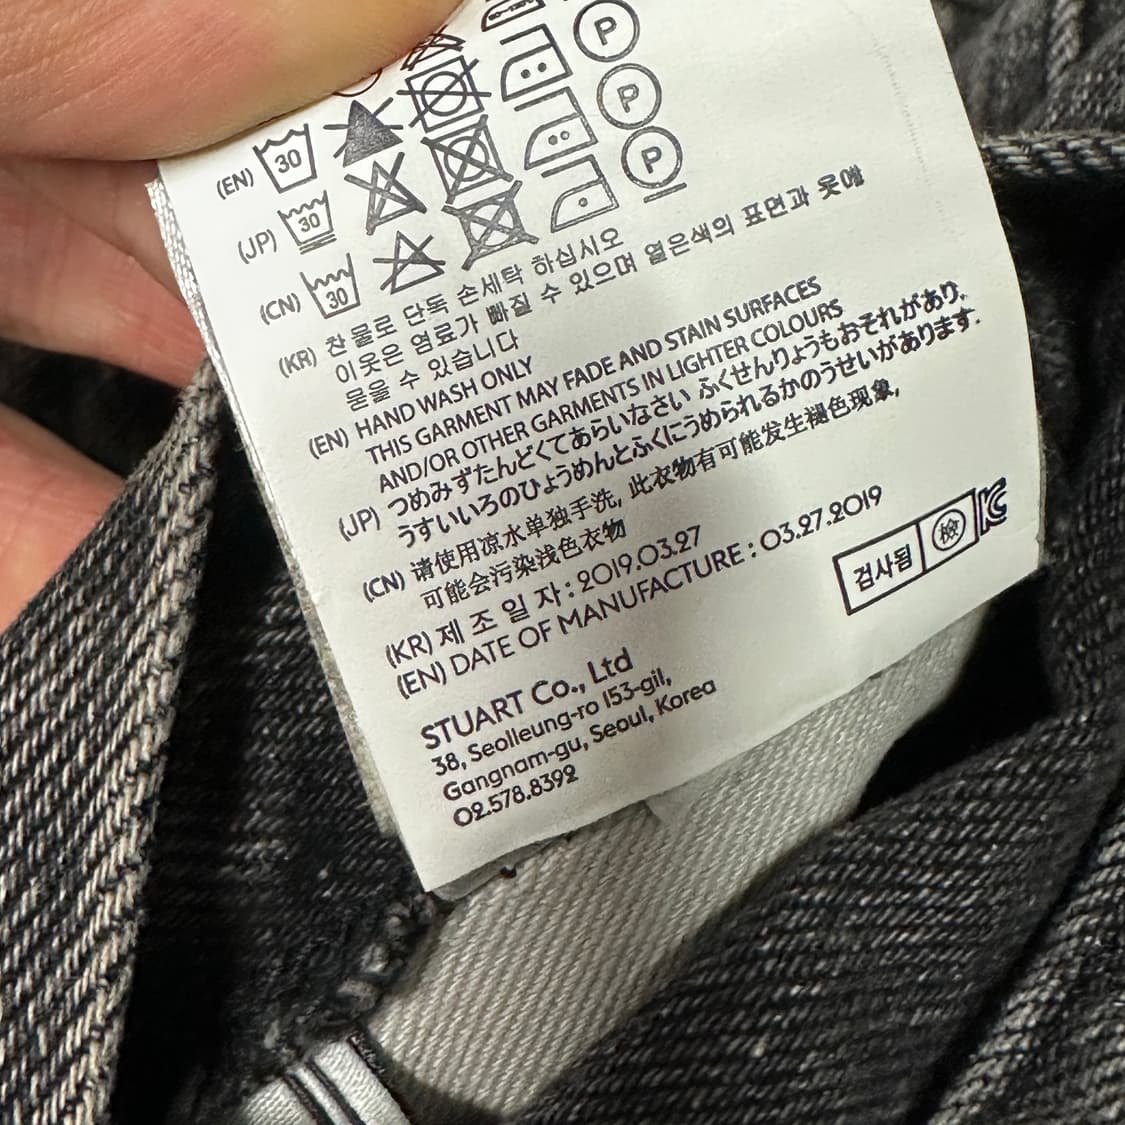 P
(EN) 30 P
(JP) 30 P
(CN) 30
(KR) 찬 물로 단독 손세탁 하십시오
이옷은 염료가 빠질 수 있으며 옅은색의 표면과 옷에
묻을 수 있습니다
(EN) HAND WASH ONLY
THIS GARMENT MAY FADE AND STAIN SURFACES
AND/OR OTHER GARMENTS IN LIGHTER COLOURS
(JP) つめみずたんどくてあらいなさい ふくせんりょうもおそれがあり、
うすいいろのひょうめんとふくにうめられるかのうせいがあります.
(CN) 请使用凉水单独手洗, 此衣物有可能发生褪色现象,
可能会污染浅色衣物
(KR) 제 조 일 자 : 2019.03.27
(EN) DATE OF MANUFACTURE : 03.27.2019
검사됨 檢
STUART Co., Ltd
38, Seolleung-ro 153-gil,
Gangnam-gu, Seoul, Korea
02.578.8392